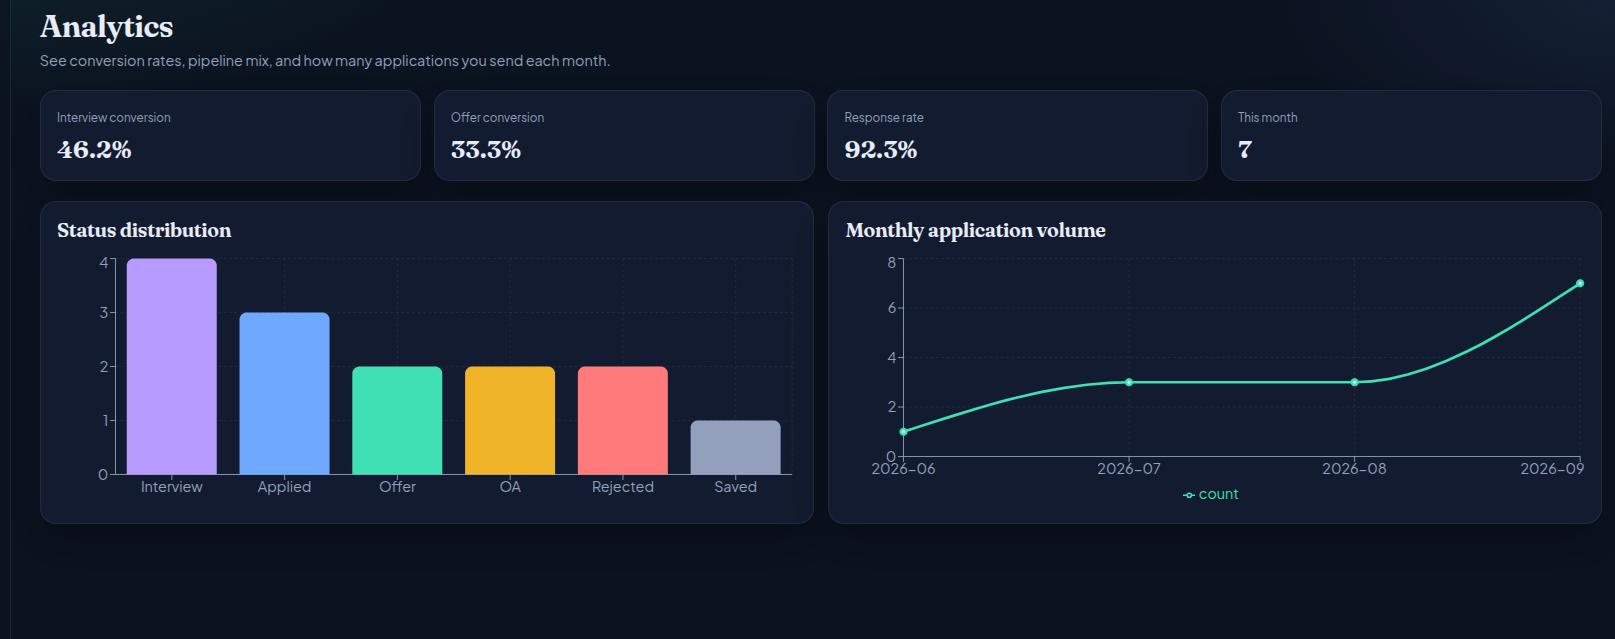 Analytics
See conversion rates, pipeline mix, and how many applications you send each month.
Interview conversion
46.2%
Offer conversion
33.3%
Response rate
92.3%
This month
7
Status distribution
4
3
2
1
0
Interview Applied Offer OA Rejected Saved
Monthly application volume
8
6
4
2
0
2026-06 2026-07 2026-08 2026-09
count